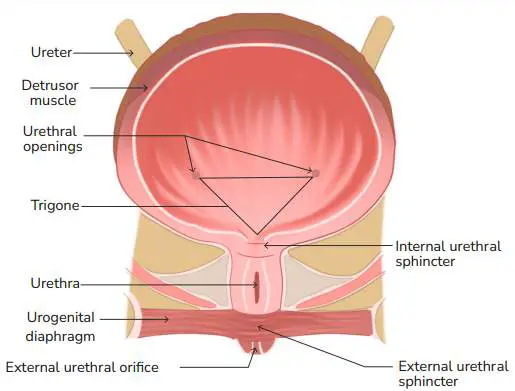 Ureter
Detrusor
muscle
Urethral
openings
Trigone
Internal urethral
sphincter
Urethra
Urogenital
diaphragm
External urethral orifice
External urethral
sphincter